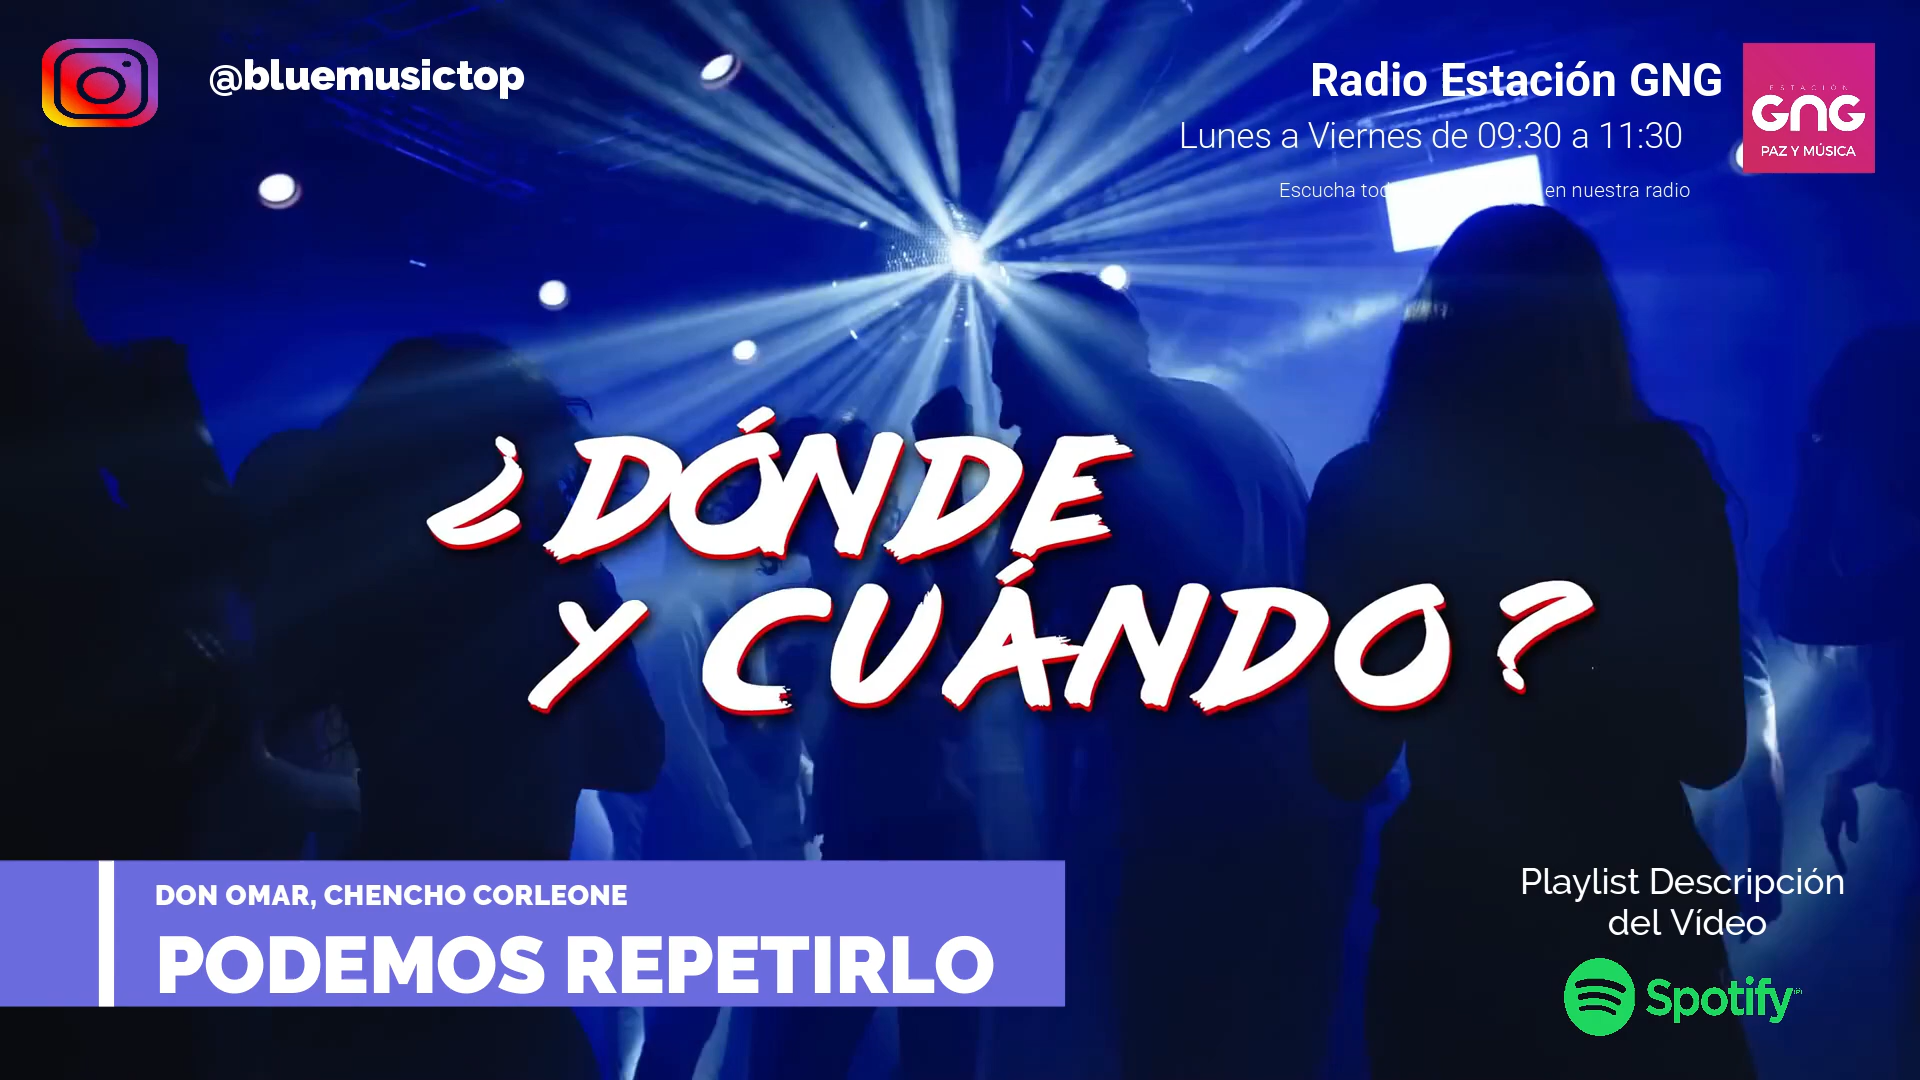 @bluemusictop
Radio Estación GNG
Lunes a Viernes de 09:30 a 11:30
Escucha en nuestra radio
ESTACIÓN
GNG
PAZ Y MÚSICA
¿DÓNDE
Y CUÁNDO?
DON OMAR, CHENCHO CORLEONE
PODEMOS REPETIRLO
Playlist Descripción
del Vídeo
Spotify